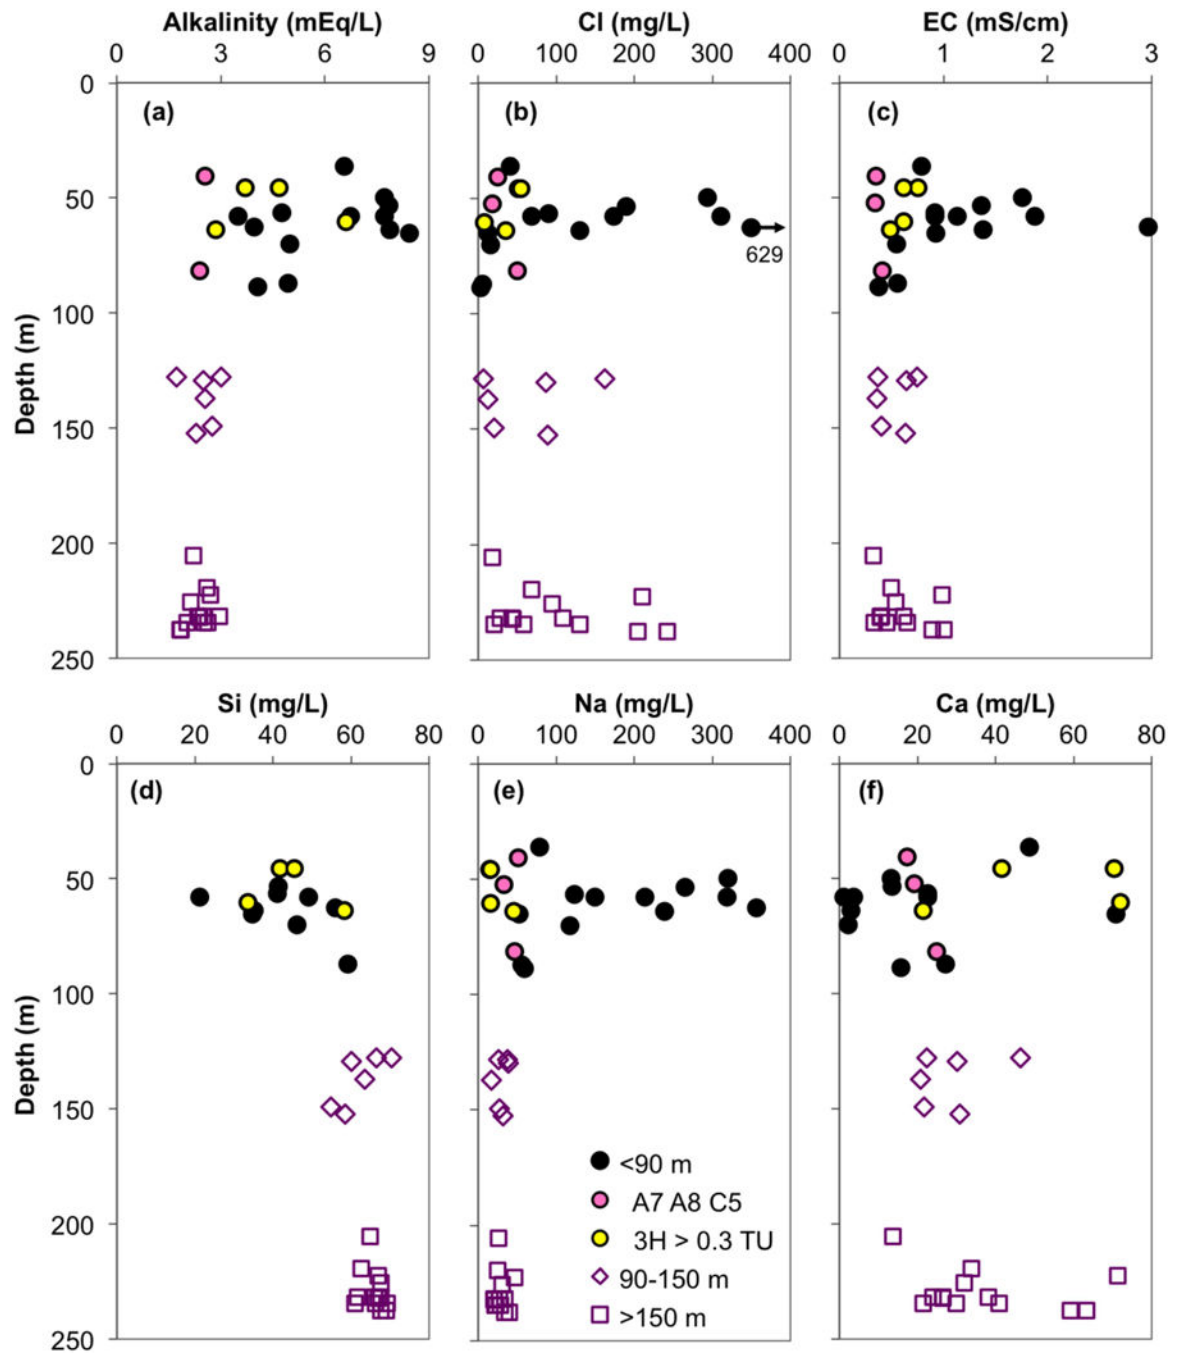 Alkalinity (mEq/L) Cl (mg/L) EC (mS/cm)
0 3 6 9 0 100 200 300 400 0 1 2 3
0
(a) (b) (c)
50
629
100
Depth (m)
150
200
250
Si (mg/L) Na (mg/L) Ca (mg/L)
0 20 40 60 80 0 100 200 300 400 0 20 40 60 80
0
(d) (e) (f)
50
100
Depth (m)
150
<90 m
A7 A8 C5
200
3H > 0.3 TU
90-150 m
>150 m
250